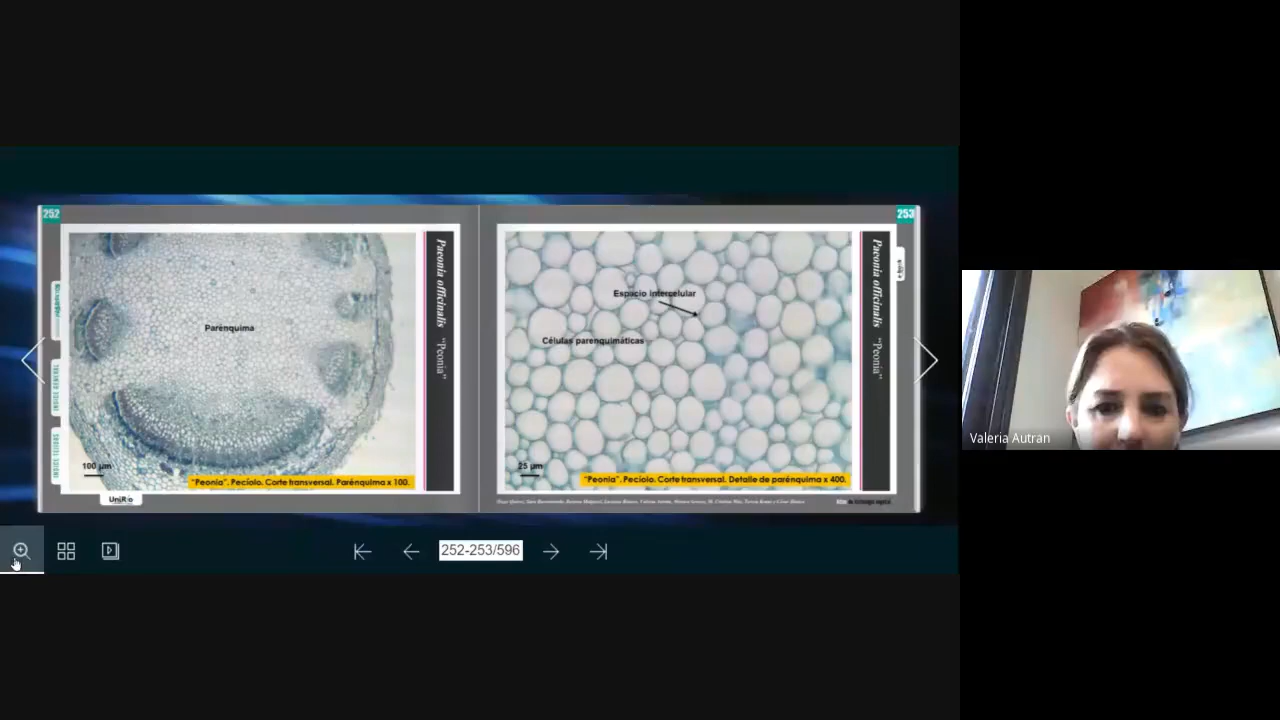 252
Paeonia officinalis "Peonia"
Parénquima
100 µm
"Peonia". Pecíolo. Corte transversal. Parénquima x 100.
UniRío
253
Paeonia officinalis "Peonia"
Espacio intercelular
Células parenquimáticas
25 µm
"Peonia". Pecíolo. Corte transversal. Detalle de parénquima x 400.
252-253/596
Valeria Autran